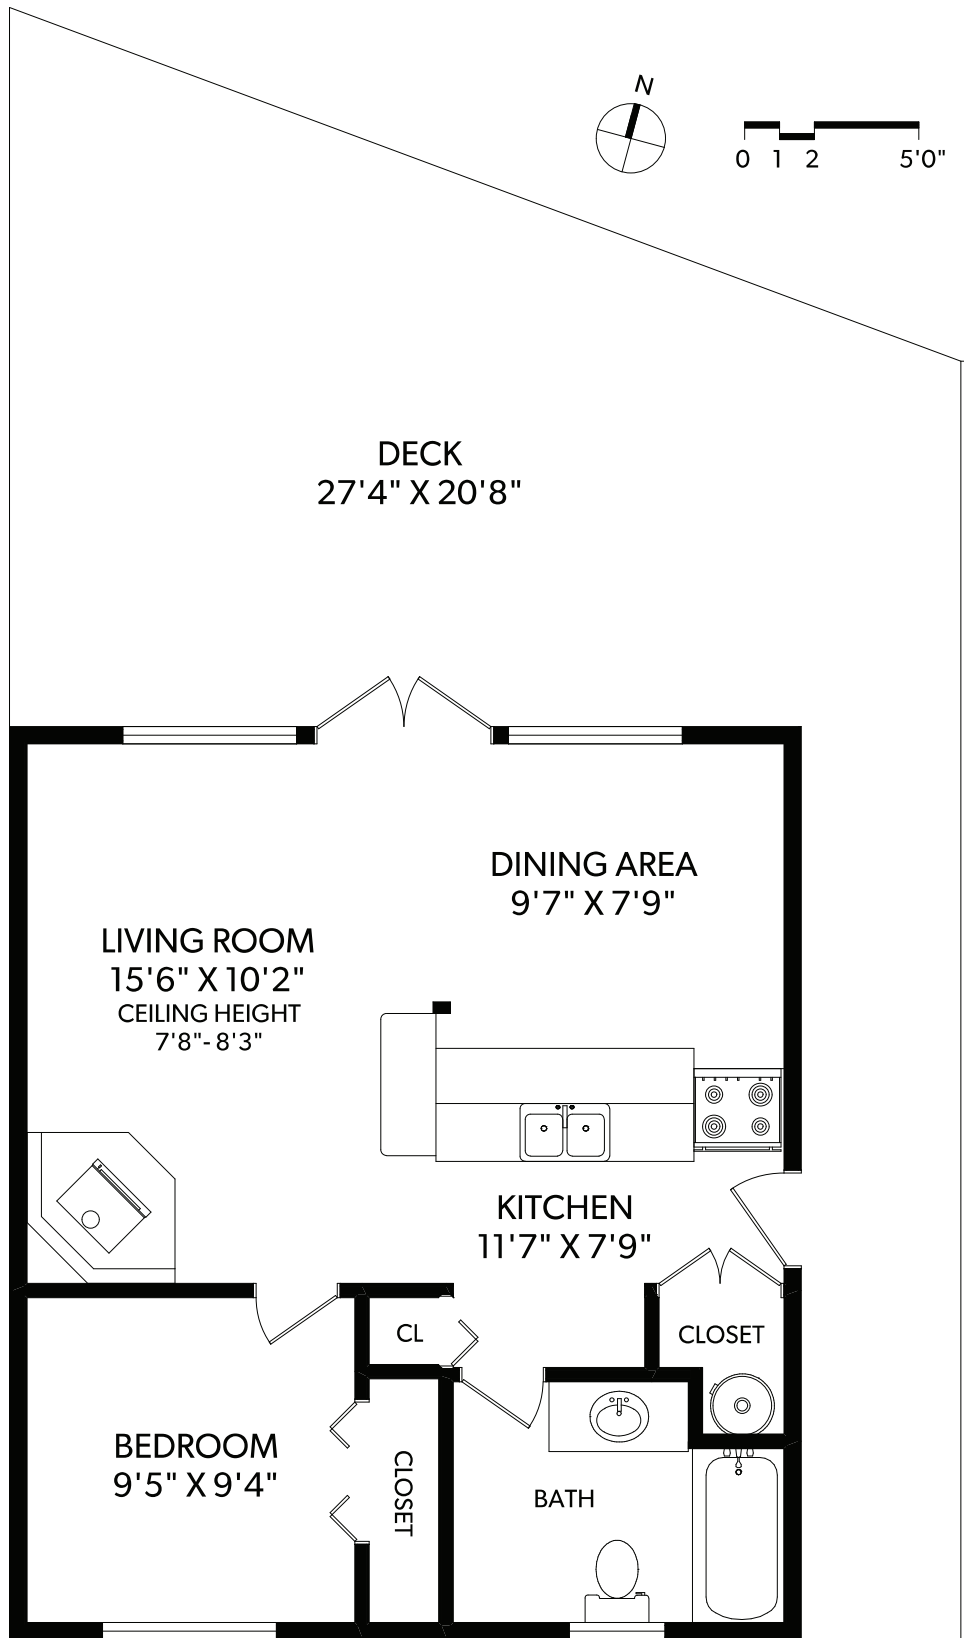 N
0 1 2 5'0"
DECK
27'4" X 20'8"
DINING AREA
9'7" X 7'9"
LIVING ROOM
15'6" X 10'2"
CEILING HEIGHT
7'8"- 8'3"
KITCHEN
11'7" X 7'9"
CL
CLOSET
BEDROOM
9'5" X 9'4"
CLOSET
BATH